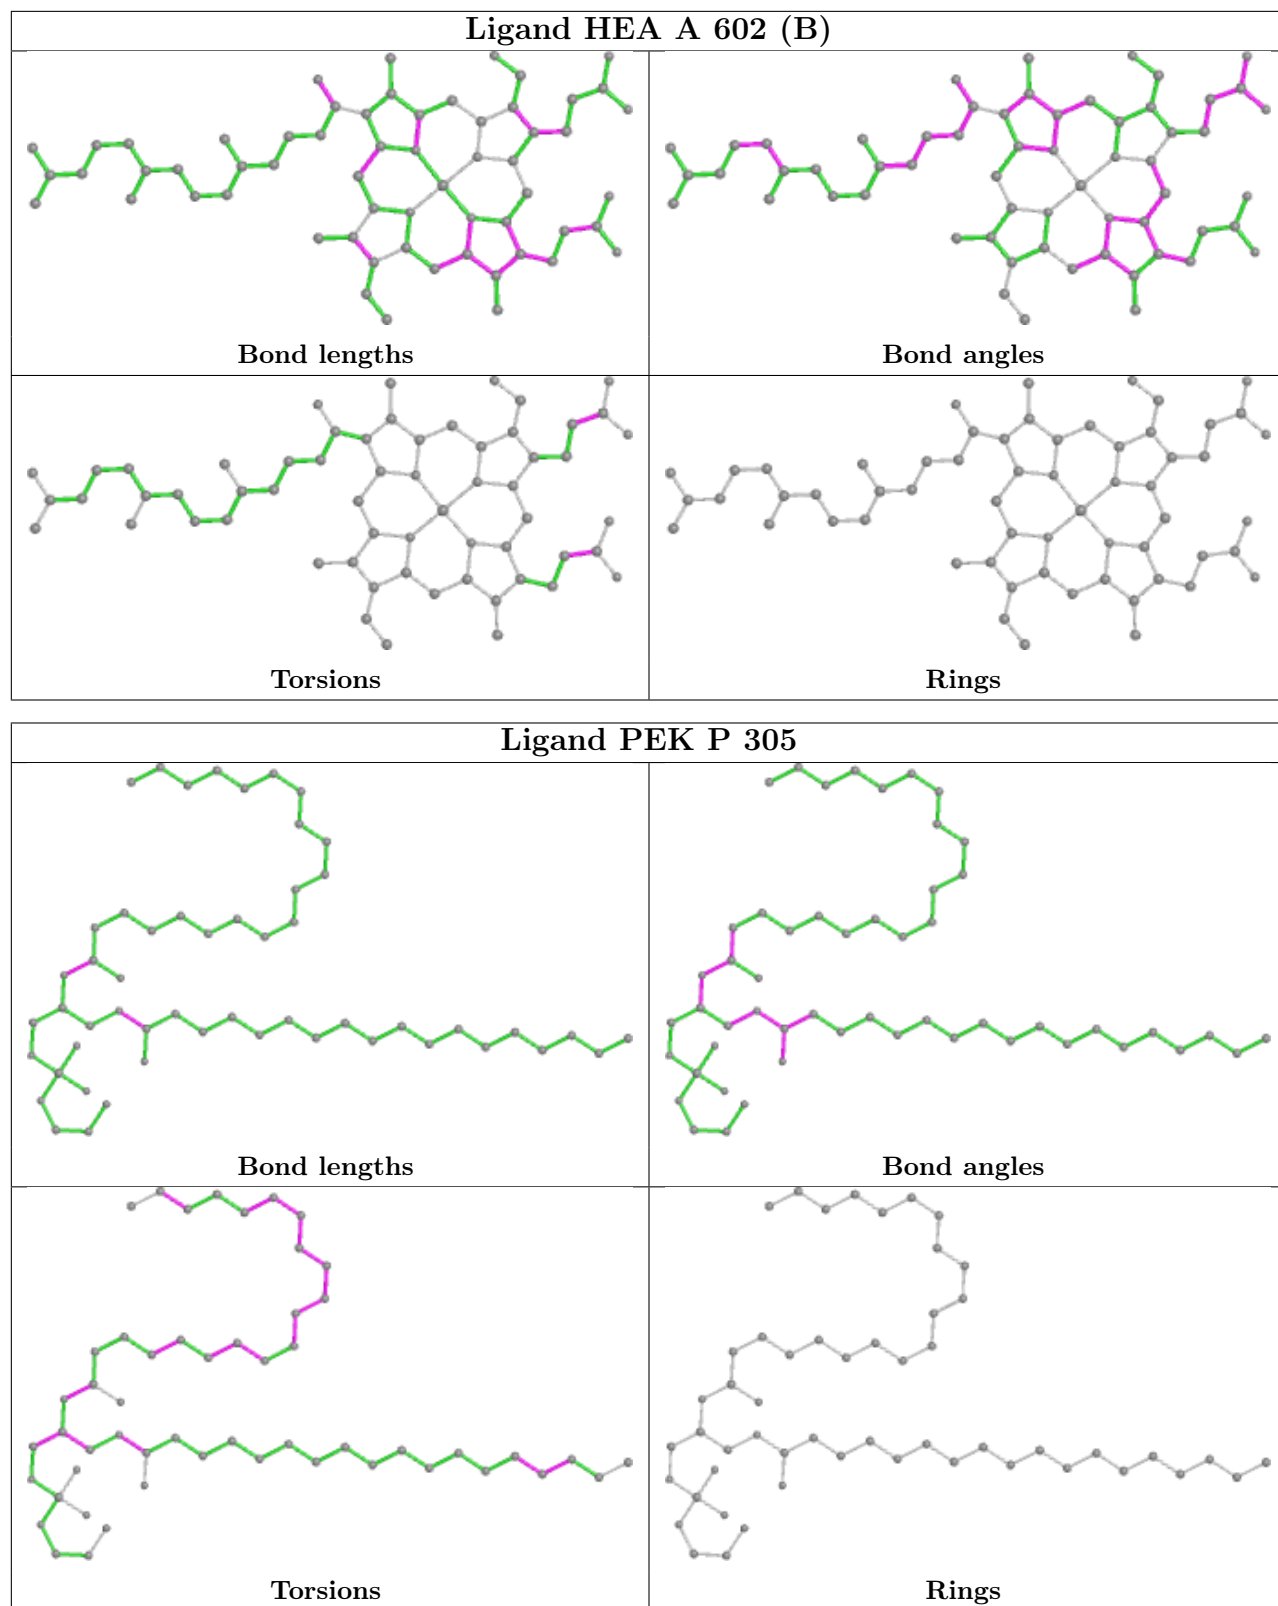 Ligand HEA A 602 (B)
Bond lengths
Bond angles
Torsions
Rings
Ligand PEK P 305
Bond lengths
Bond angles
Torsions
Rings